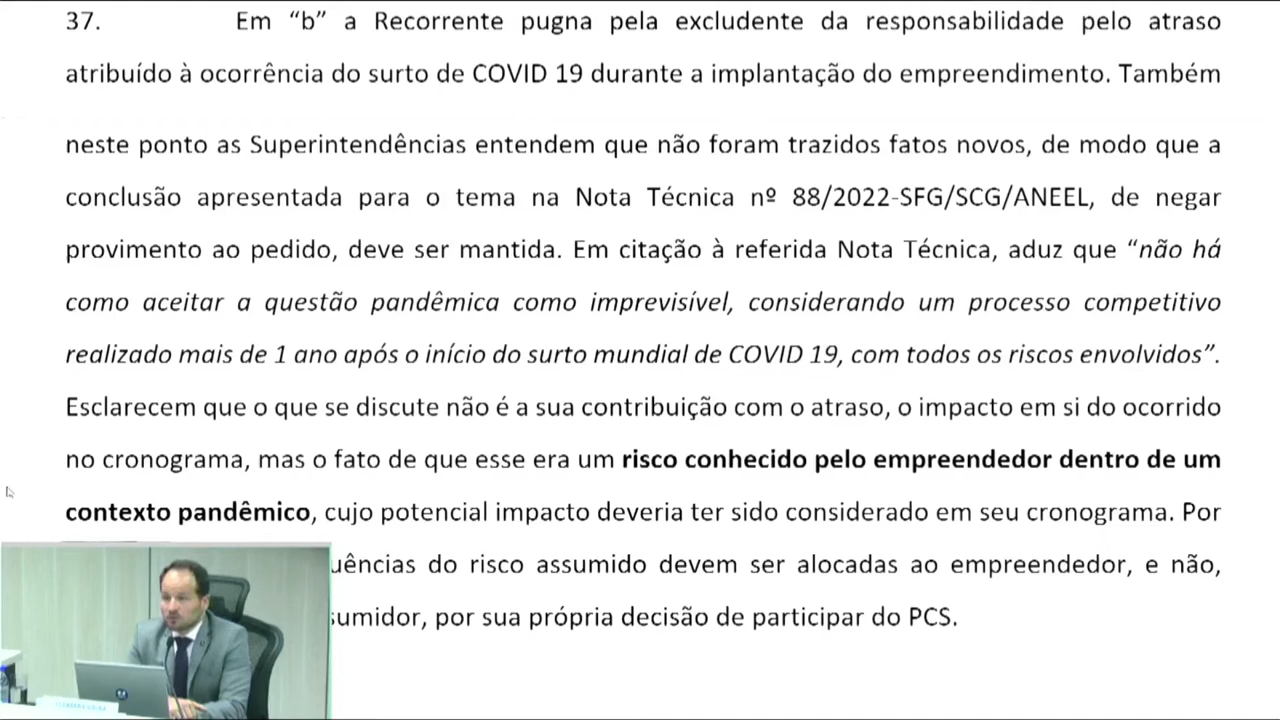 37. Em “b” a Recorrente pugna pela excludente da responsabilidade pelo atraso
atribuído à ocorrência do surto de COVID 19 durante a implantação do empreendimento. Também
neste ponto as Superintendências entendem que não foram trazidos fatos novos, de modo que a
conclusão apresentada para o tema na Nota Técnica nº 88/2022-SFG/SCG/ANEEL, de negar
provimento ao pedido, deve ser mantida. Em citação à referida Nota Técnica, aduz que “não há
como aceitar a questão pandêmica como imprevisível, considerando um processo competitivo
realizado mais de 1 ano após o início do surto mundial de COVID 19, com todos os riscos envolvidos”.
Esclarecem que o que se discute não é a sua contribuição com o atraso, o impacto em si do ocorrido
no cronograma, mas o fato de que esse era um risco conhecido pelo empreendedor dentro de um
contexto pandêmico, cujo potencial impacto deveria ter sido considerado em seu cronograma. Por
uências do risco assumido devem ser alocadas ao empreendedor, e não,
sumidor, por sua própria decisão de participar do PCS.